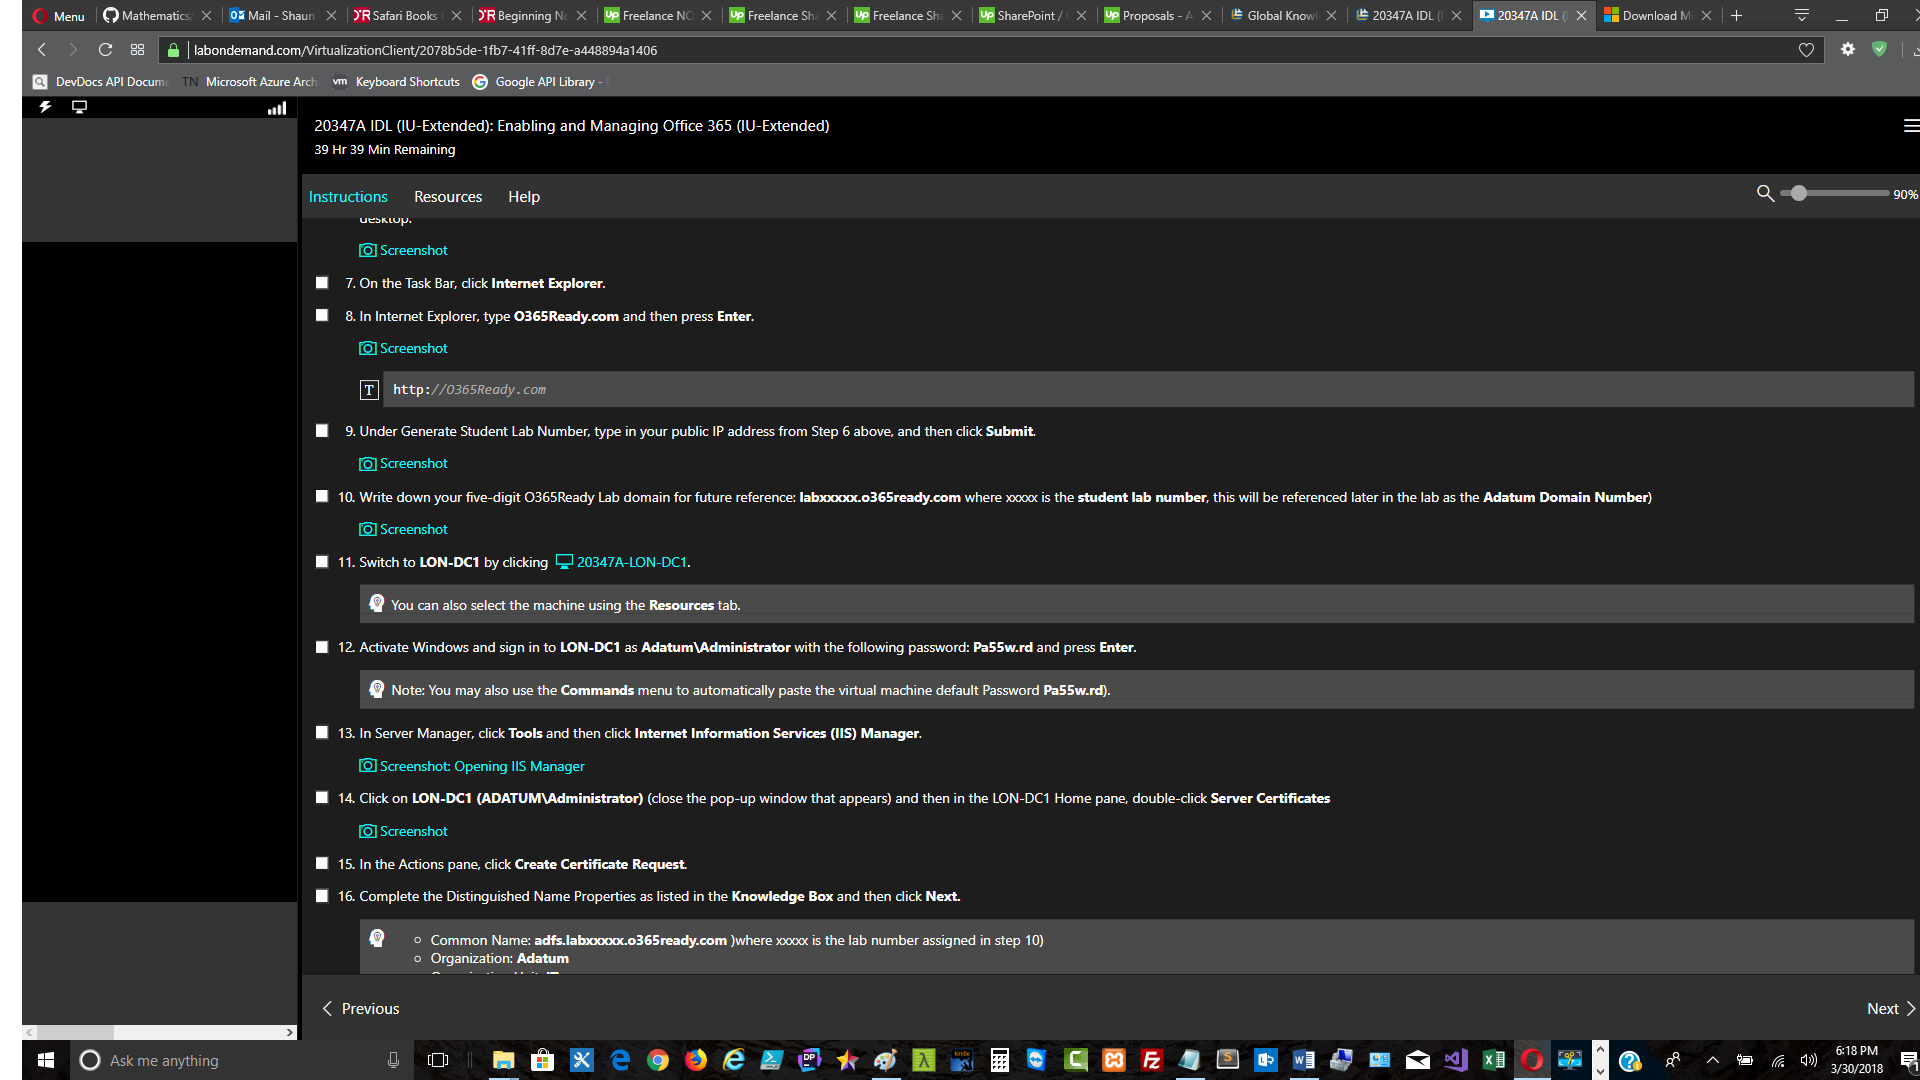 Menu
Mathematics/
Mail - Shaun
Safari Books
Beginning No
Freelance NO
Freelance Sha
Freelance Sha
SharePoint /
Proposals - A
Global Knowl
20347A IDL (
20347A IDL (
Download Mi
labondemand.com/VirtualizationClient/2078b5de-1fb7-41ff-8d7e-a448894a1406
DevDocs API Docume
TN Microsoft Azure Arch
vm Keyboard Shortcuts
Google API Library -
20347A IDL (IU-Extended): Enabling and Managing Office 365 (IU-Extended)
39 Hr 39 Min Remaining
Instructions Resources Help
90%
desktop.
Screenshot
7. On the Task Bar, click Internet Explorer.
8. In Internet Explorer, type O365Ready.com and then press Enter.
Screenshot
T http://O365Ready.com
9. Under Generate Student Lab Number, type in your public IP address from Step 6 above, and then click Submit.
Screenshot
10. Write down your five-digit O365Ready Lab domain for future reference: labxxxxx.o365ready.com where xxxxx is the student lab number, this will be referenced later in the lab as the Adatum Domain Number)
Screenshot
11. Switch to LON-DC1 by clicking 20347A-LON-DC1.
You can also select the machine using the Resources tab.
12. Activate Windows and sign in to LON-DC1 as Adatum\Administrator with the following password: Pa55w.rd and press Enter.
Note: You may also use the Commands menu to automatically paste the virtual machine default Password Pa55w.rd).
13. In Server Manager, click Tools and then click Internet Information Services (IIS) Manager.
Screenshot: Opening IIS Manager
14. Click on LON-DC1 (ADATUM\Administrator) (close the pop-up window that appears) and then in the LON-DC1 Home pane, double-click Server Certificates
Screenshot
15. In the Actions pane, click Create Certificate Request.
16. Complete the Distinguished Name Properties as listed in the Knowledge Box and then click Next.
Common Name: adfs.labxxxxx.o365ready.com )where xxxxx is the lab number assigned in step 10)
Organization: Adatum
Previous
Next
Ask me anything
6:18 PM
3/30/2018